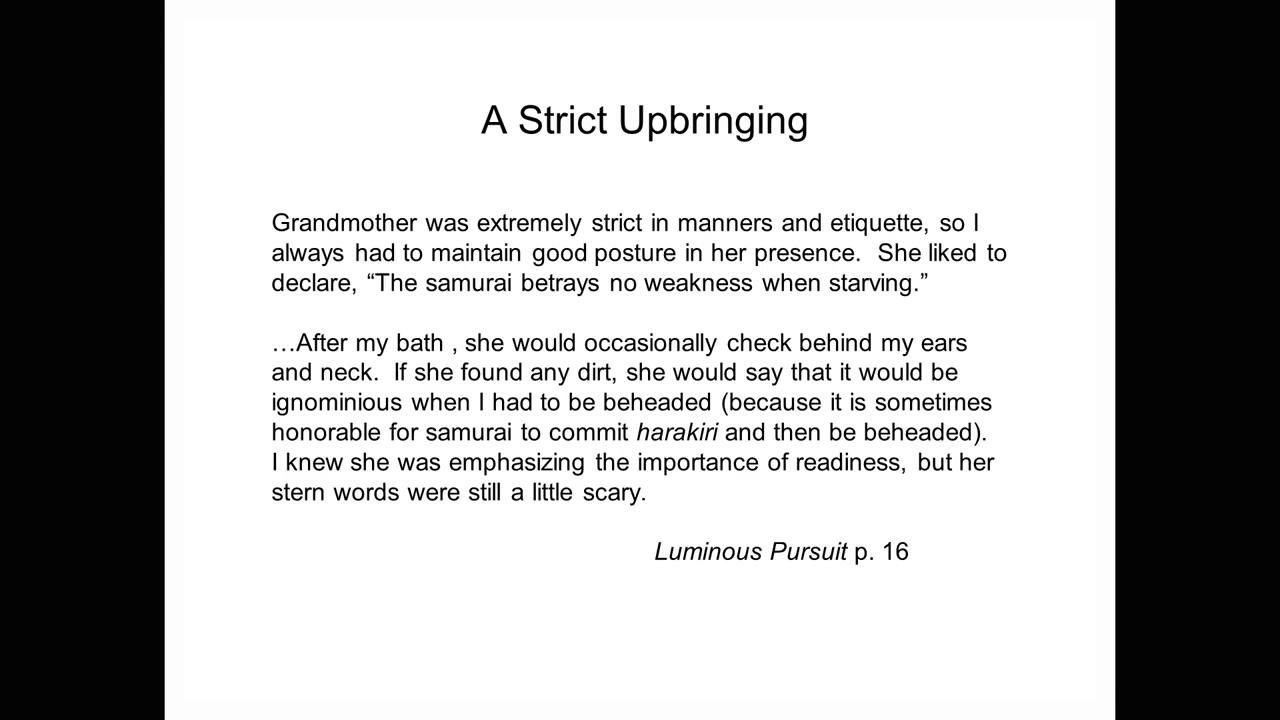 A Strict Upbringing
Grandmother was extremely strict in manners and etiquette, so I
always had to maintain good posture in her presence.  She liked to
declare, “The samurai betrays no weakness when starving.”
…After my bath , she would occasionally check behind my ears
and neck.  If she found any dirt, she would say that it would be
ignominious when I had to be beheaded (because it is sometimes
honorable for samurai to commit harakiri and then be beheaded).
I knew she was emphasizing the importance of readiness, but her
stern words were still a little scary.
Luminous Pursuit p. 16